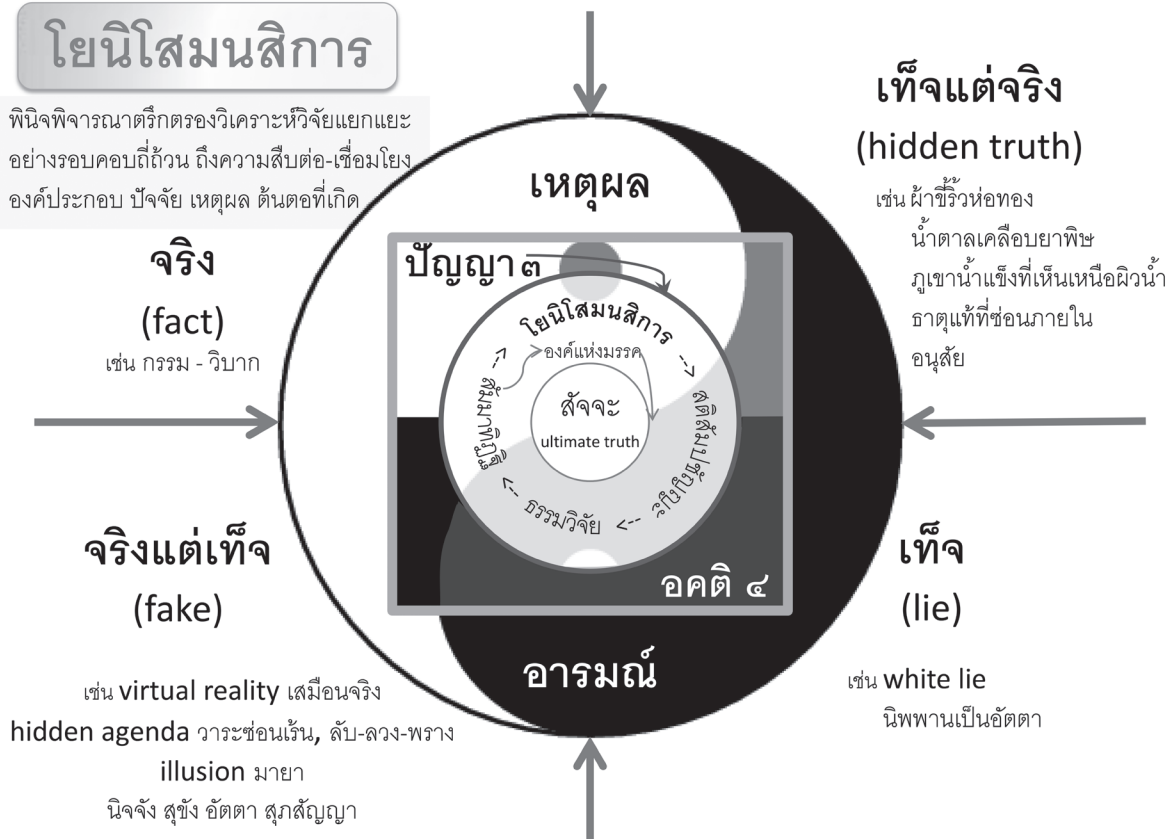 โยนิโสมนสิการ
พินิจพิจารณาตรึกตรองวิเคราะห์วิจัยแยกแยะ
อย่างรอบคอบถี่ถ้วน ถึงความสืบต่อ-เชื่อมโยง
องค์ประกอบ ปัจจัย เหตุผล ต้นตอที่เกิด
จริง
(fact)
เช่น กรรม - วิบาก
เท็จแต่จริง
(hidden truth)
เช่น ผ้าขี้ริ้วห่อทอง
น้ำตาลเคลือบยาพิษ
ภูเขาน้ำแข็งที่เห็นเหนือผิวน้ำ
ธาตุแท้ที่ซ่อนภายใน
อนุสัย
เหตุผล
ปัญญา ๓
โยนิโสมนสิการ --->
สติสัมปชัญญะ --->
ธรรมวิจัย --->
สัมมาทิฏฐิ --->
องค์แห่งมรรค
สัจจะ
ultimate truth
อคติ ๔
อารมณ์
จริงแต่เท็จ
(fake)
เช่น virtual reality เสมือนจริง
hidden agenda วาระซ่อนเร้น, ลับ-ลวง-พราง
illusion มายา
นิจจัง สุขัง อัตตา สุภสัญญา
เท็จ
(lie)
เช่น white lie
นิพพานเป็นอัตตา